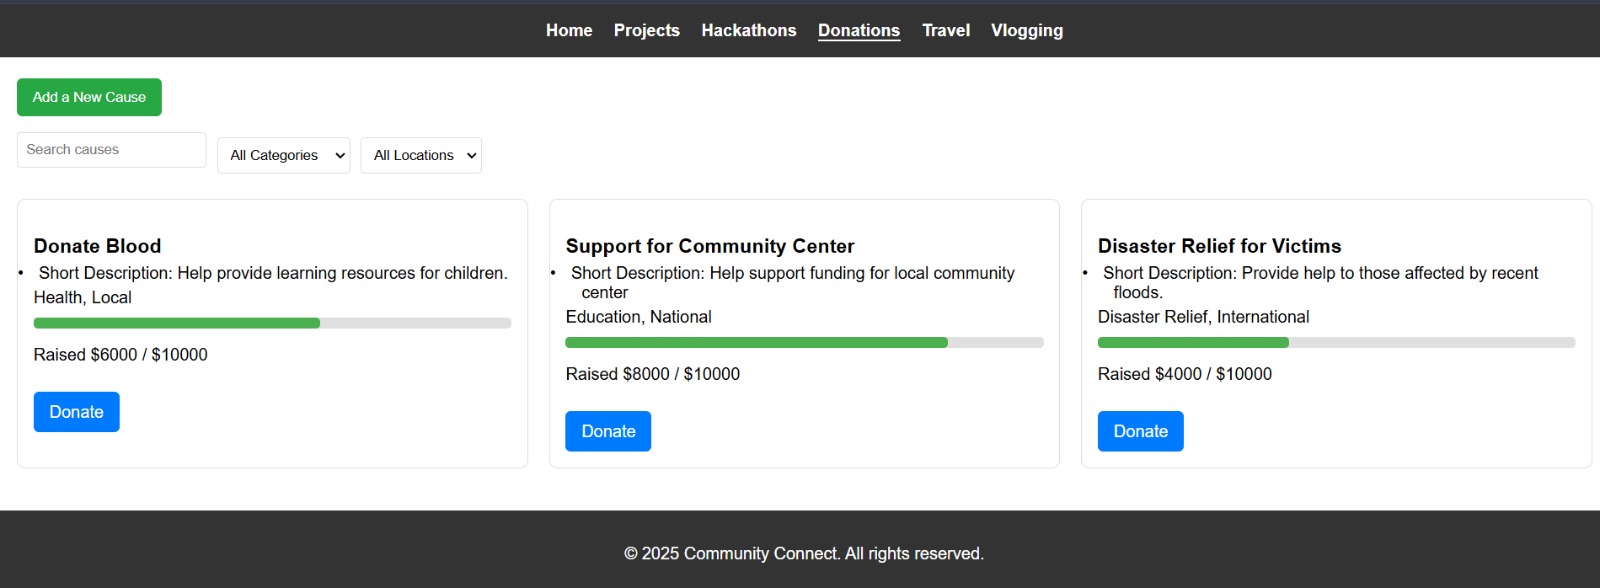 Home Projects Hackathons Donations Travel Vlogging
Add a New Cause
Search causes
All Categories
All Locations
Donate Blood
• Short Description: Help provide learning resources for children.
Health, Local
Raised $6000 / $10000
Donate
Support for Community Center
• Short Description: Help support funding for local community
center
Education, National
Raised $8000 / $10000
Donate
Disaster Relief for Victims
• Short Description: Provide help to those affected by recent
floods.
Disaster Relief, International
Raised $4000 / $10000
Donate
© 2025 Community Connect. All rights reserved.